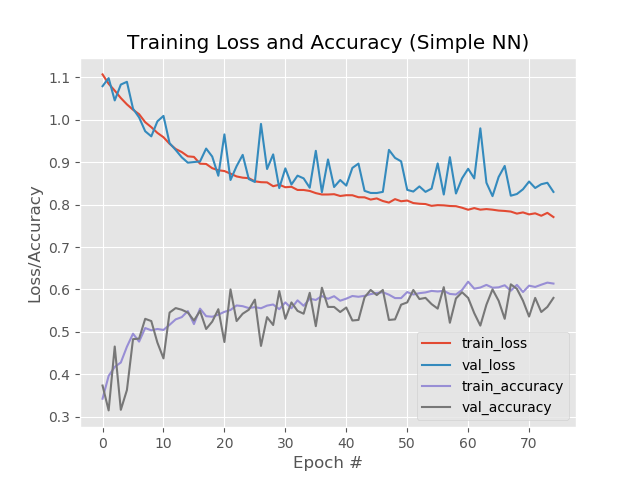 Training Loss and Accuracy (Simple NN)
1.1
1.0
0.9
0.8
0.7
0.6
0.5
0.4
0.3
Loss/Accuracy
train_loss
val_loss
train_accuracy
val_accuracy
0 10 20 30 40 50 60 70
Epoch #